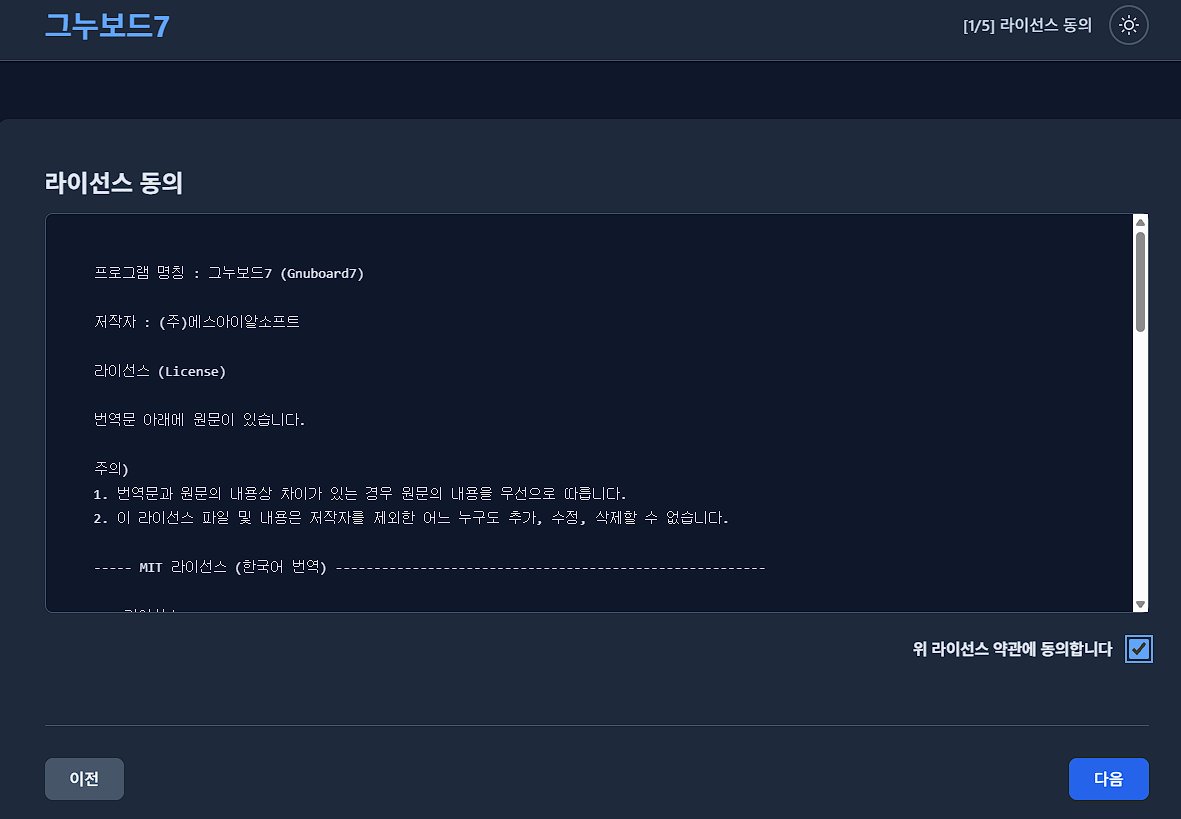 그누보드7
[1/5] 라이선스 동의
라이선스 동의
프로그램 명칭 : 그누보드7 (Gnuboard7)
저작자 : (주)에스아이알소프트
라이선스 (License)
번역문 아래에 원문이 있습니다.
주의)
1. 번역문과 원문의 내용상 차이가 있는 경우 원문의 내용을 우선으로 따릅니다.
2. 이 라이선스 파일 및 내용은 저작자를 제외한 어느 누구도 추가, 수정, 삭제할 수 없습니다.
----- MIT 라이선스 (한국어 번역) --------------------------------------------------------
위 라이선스 약관에 동의합니다
이전
다음